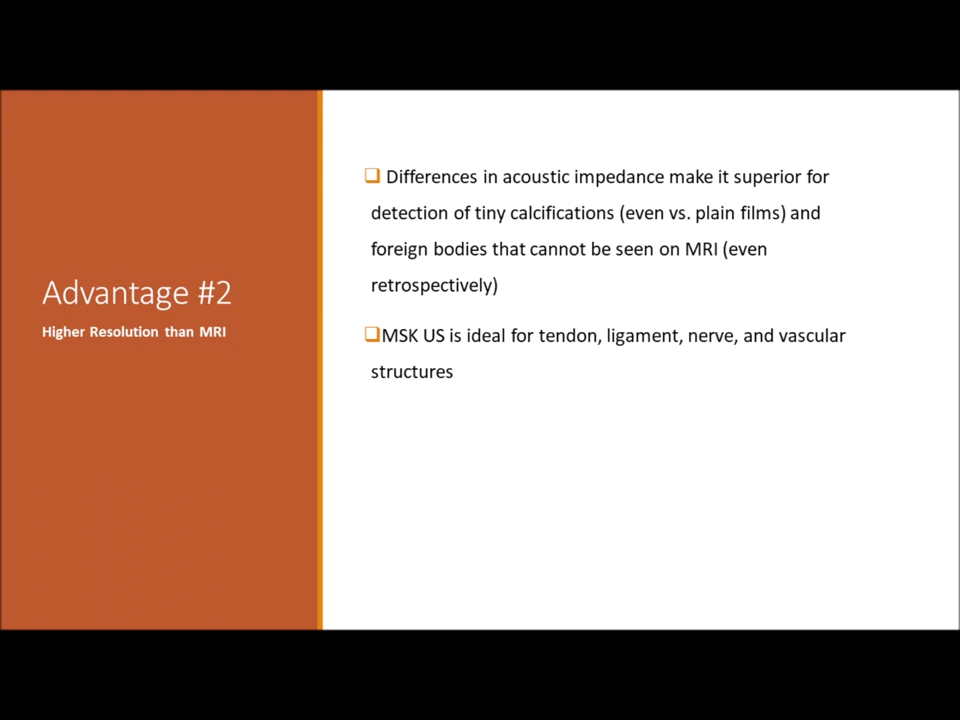 Advantage #2
Higher Resolution than MRI
Differences in acoustic impedance make it superior for
detection of tiny calcifications (even vs. plain films) and
foreign bodies that cannot be seen on MRI (even
retrospectively)
MSK US is ideal for tendon, ligament, nerve, and vascular
structures